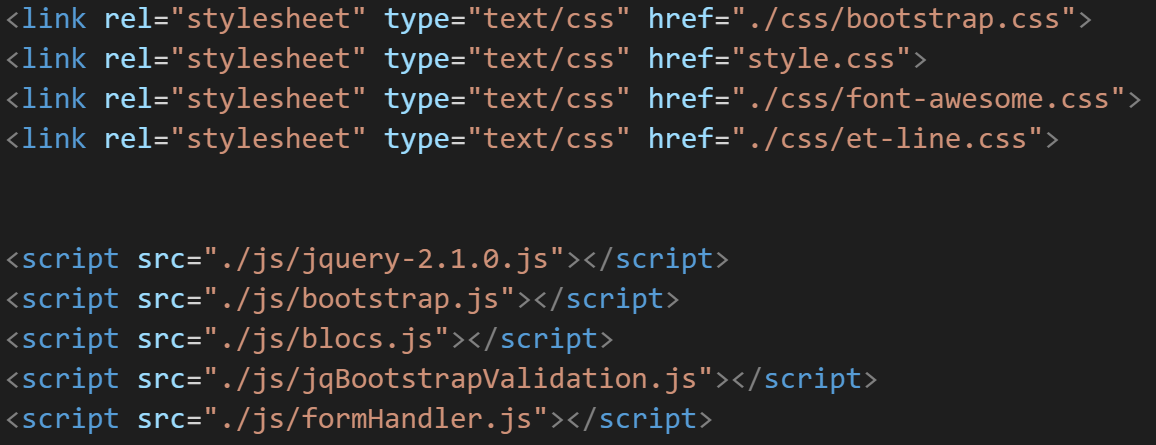 <link rel="stylesheet" type="text/css" href="./css/bootstrap.css">
<link rel="stylesheet" type="text/css" href="style.css">
<link rel="stylesheet" type="text/css" href="./css/font-awesome.css">
<link rel="stylesheet" type="text/css" href="./css/et-line.css">
<script src="./js/jquery-2.1.0.js"></script>
<script src="./js/bootstrap.js"></script>
<script src="./js/blocs.js"></script>
<script src="./js/jqBootstrapValidation.js"></script>
<script src="./js/formHandler.js"></script>